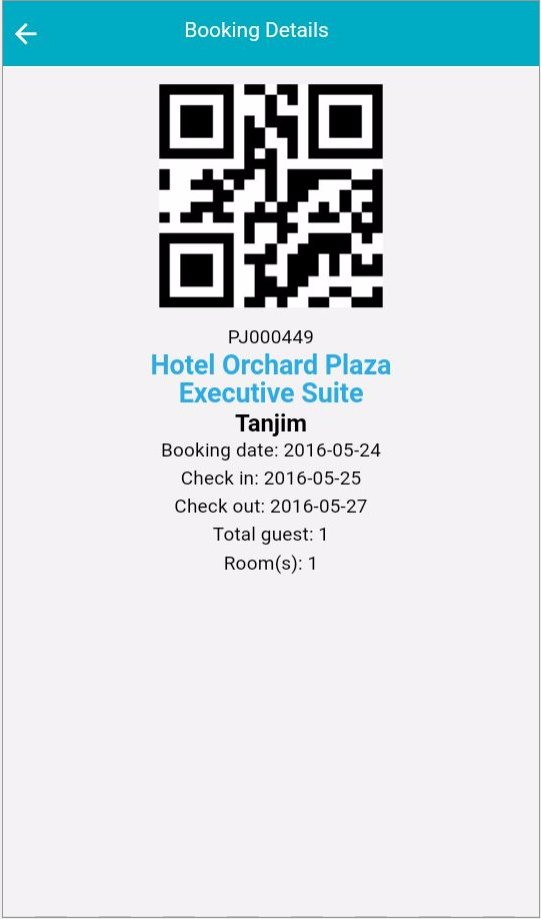 Booking Details
PJ000449
Hotel Orchard Plaza
Executive Suite
Tanjim
Booking date: 2016-05-24
Check in: 2016-05-25
Check out: 2016-05-27
Total guest: 1
Room(s): 1